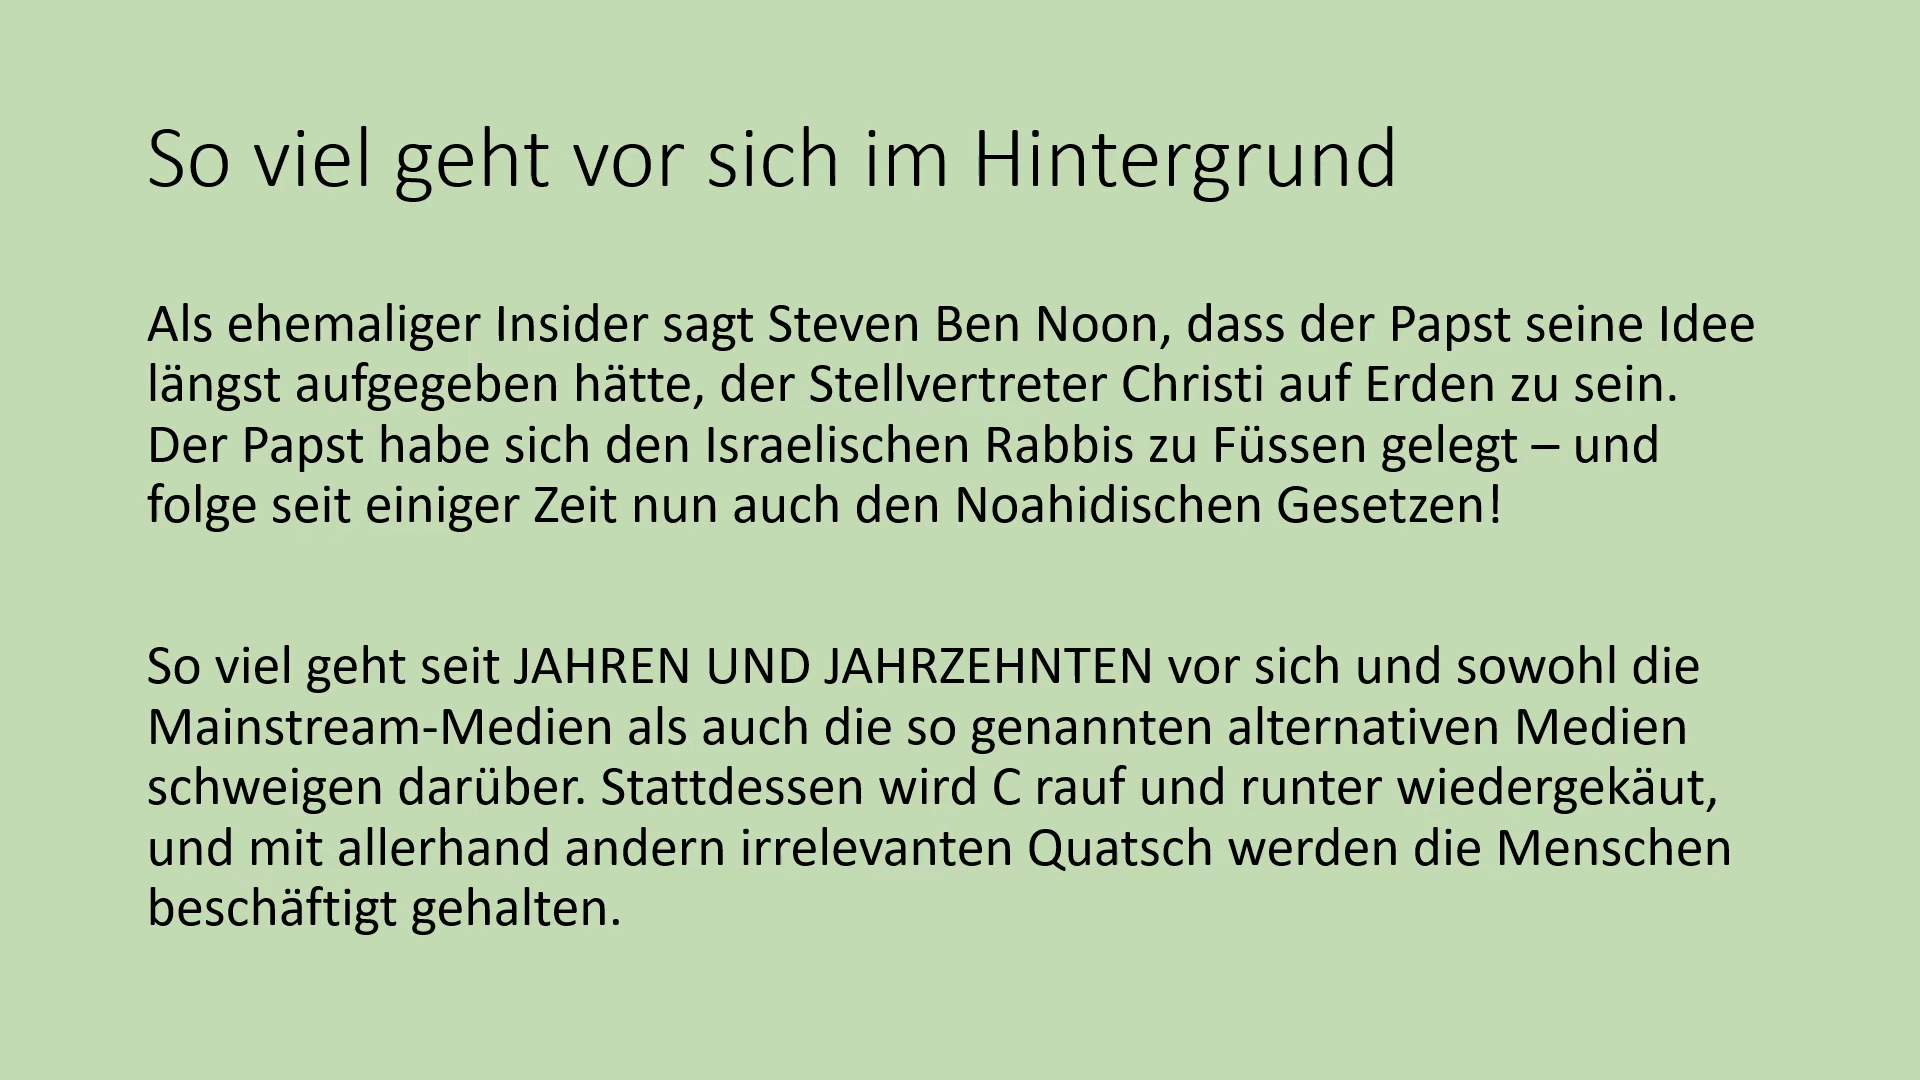 So viel geht vor sich im Hintergrund
Als ehemaliger Insider sagt Steven Ben Noon, dass der Papst seine Idee
längst aufgegeben hätte, der Stellvertreter Christi auf Erden zu sein.
Der Papst habe sich den Israelischen Rabbis zu Füssen gelegt – und
folge seit einiger Zeit nun auch den Noahidischen Gesetzen!
So viel geht seit JAHREN UND JAHRZEHNTEN vor sich und sowohl die
Mainstream-Medien als auch die so genannten alternativen Medien
schweigen darüber. Stattdessen wird C rauf und runter wiedergekäut,
und mit allerhand andern irrelevanten Quatsch werden die Menschen
beschäftigt gehalten.